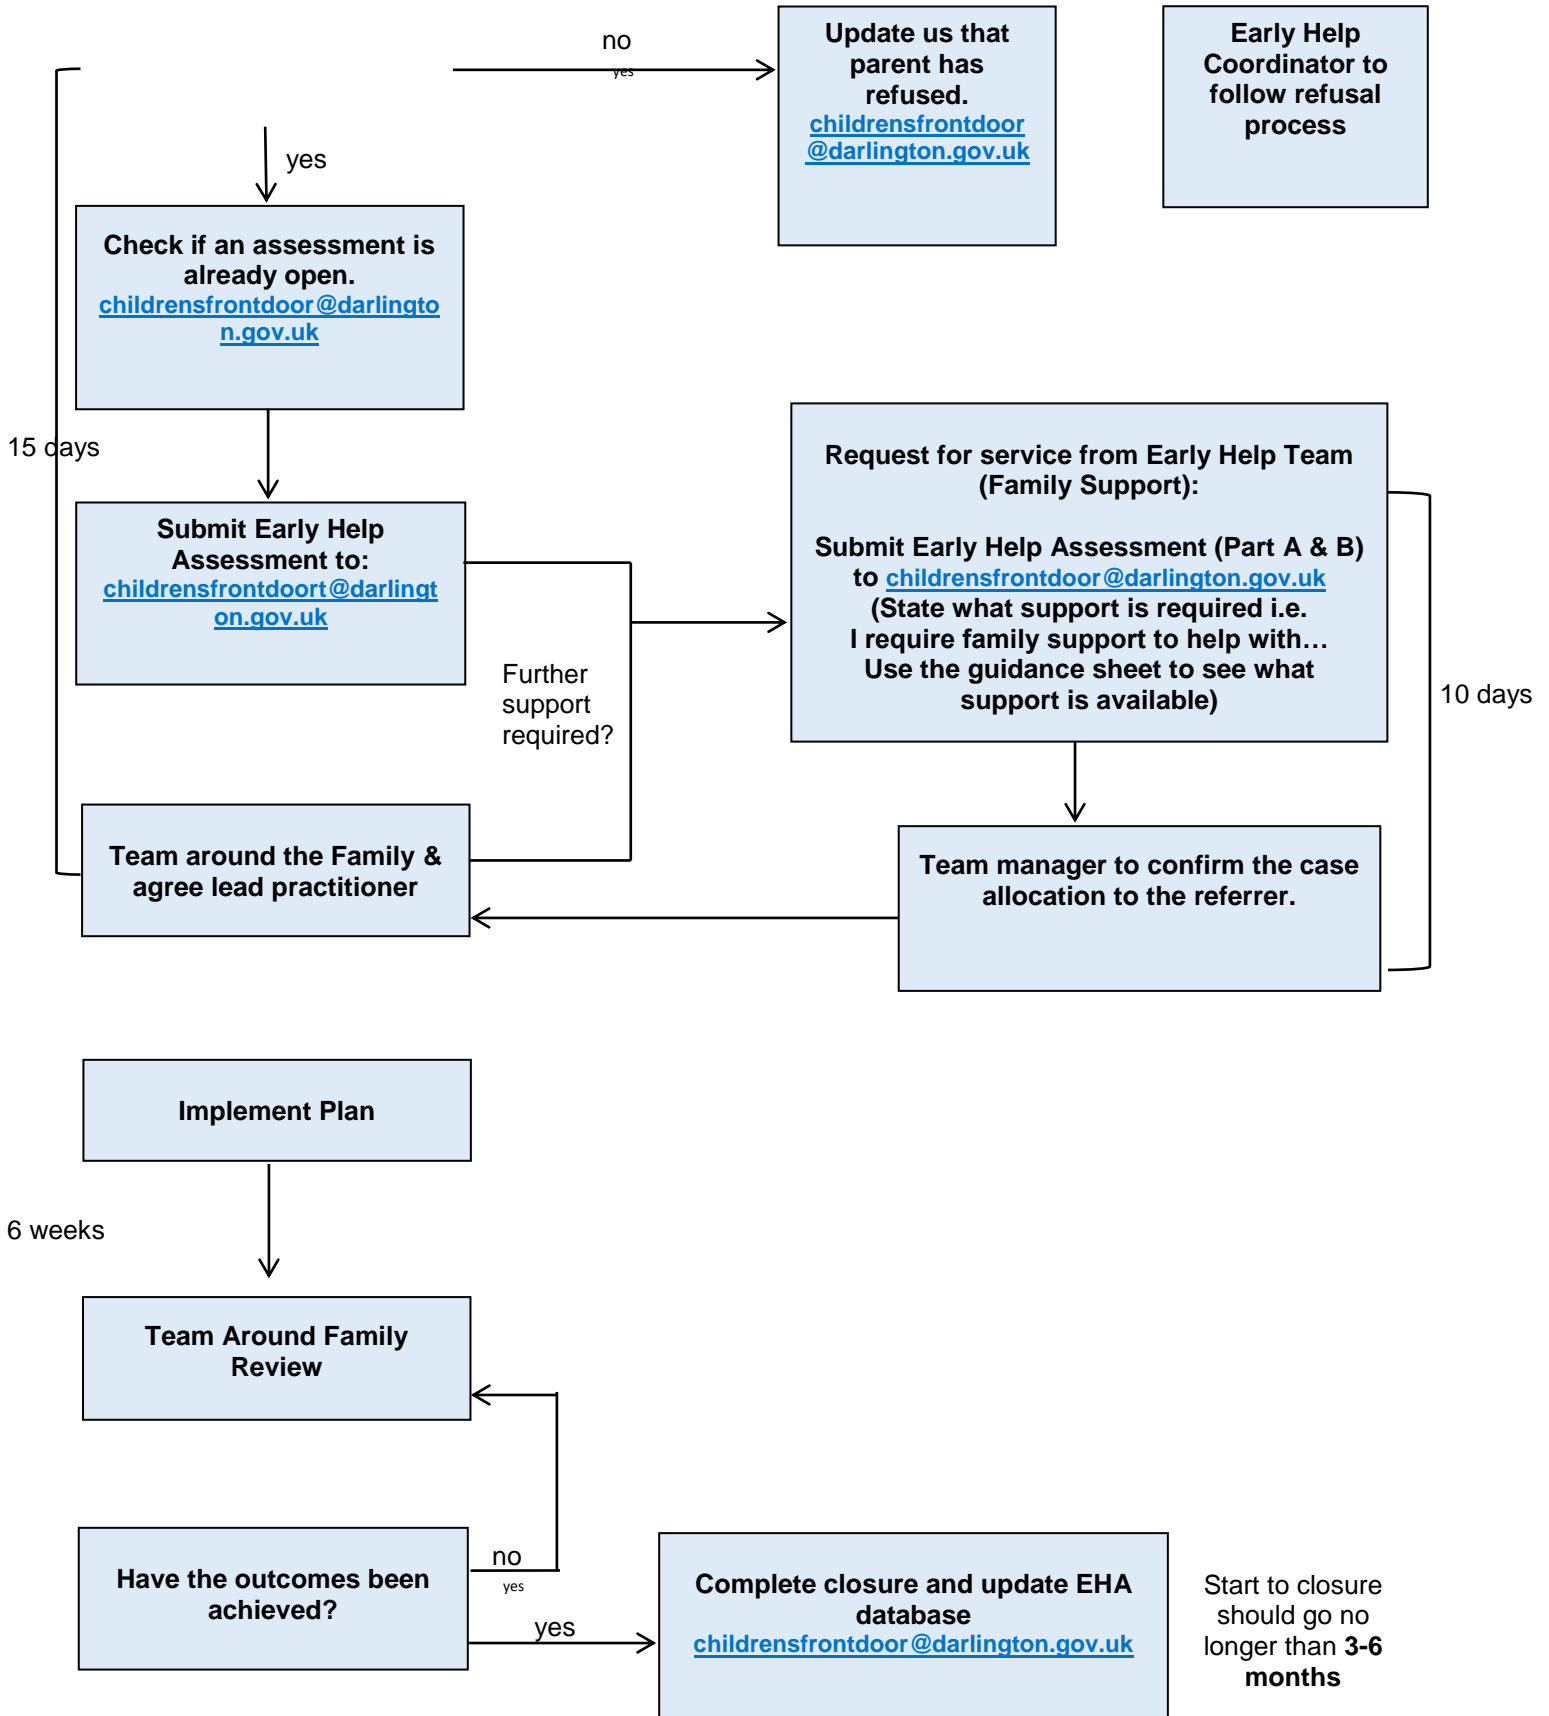 no
yes
Update us that
parent has
refused.
childrensfrontdoor
@darlington.gov.uk
Early Help
Coordinator to
follow refusal
process
yes
Check if an assessment is
already open.
childrensfrontdoor@darlingto
n.gov.uk
15 days
Submit Early Help
Assessment to:
childrensfrontdoort@darlingt
on.gov.uk
Further
support
required?
Request for service from Early Help Team
(Family Support):
Submit Early Help Assessment (Part A & B)
to childrensfrontdoor@darlington.gov.uk
(State what support is required i.e.
I require family support to help with…
Use the guidance sheet to see what
support is available)
10 days
Team around the Family &
agree lead practitioner
Team manager to confirm the case
allocation to the referrer.
Implement Plan
6 weeks
Team Around Family
Review
Have the outcomes been
achieved?
no
yes
yes
Complete closure and update EHA
database
childrensfrontdoor@darlington.gov.uk
Start to closure
should go no
longer than 3-6
months